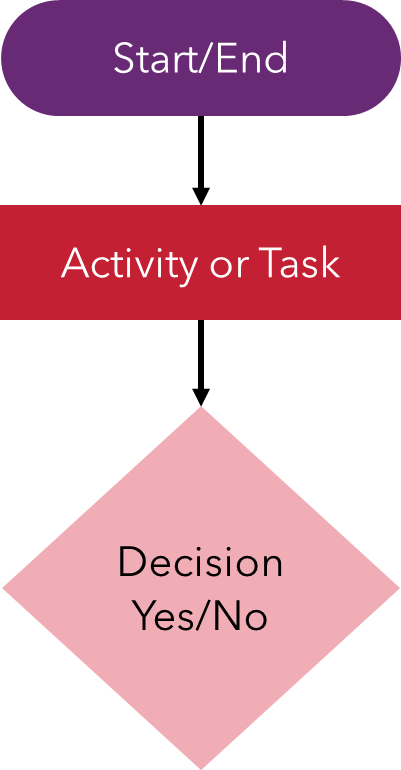 Start/End
Activity or Task
Decision
Yes/No